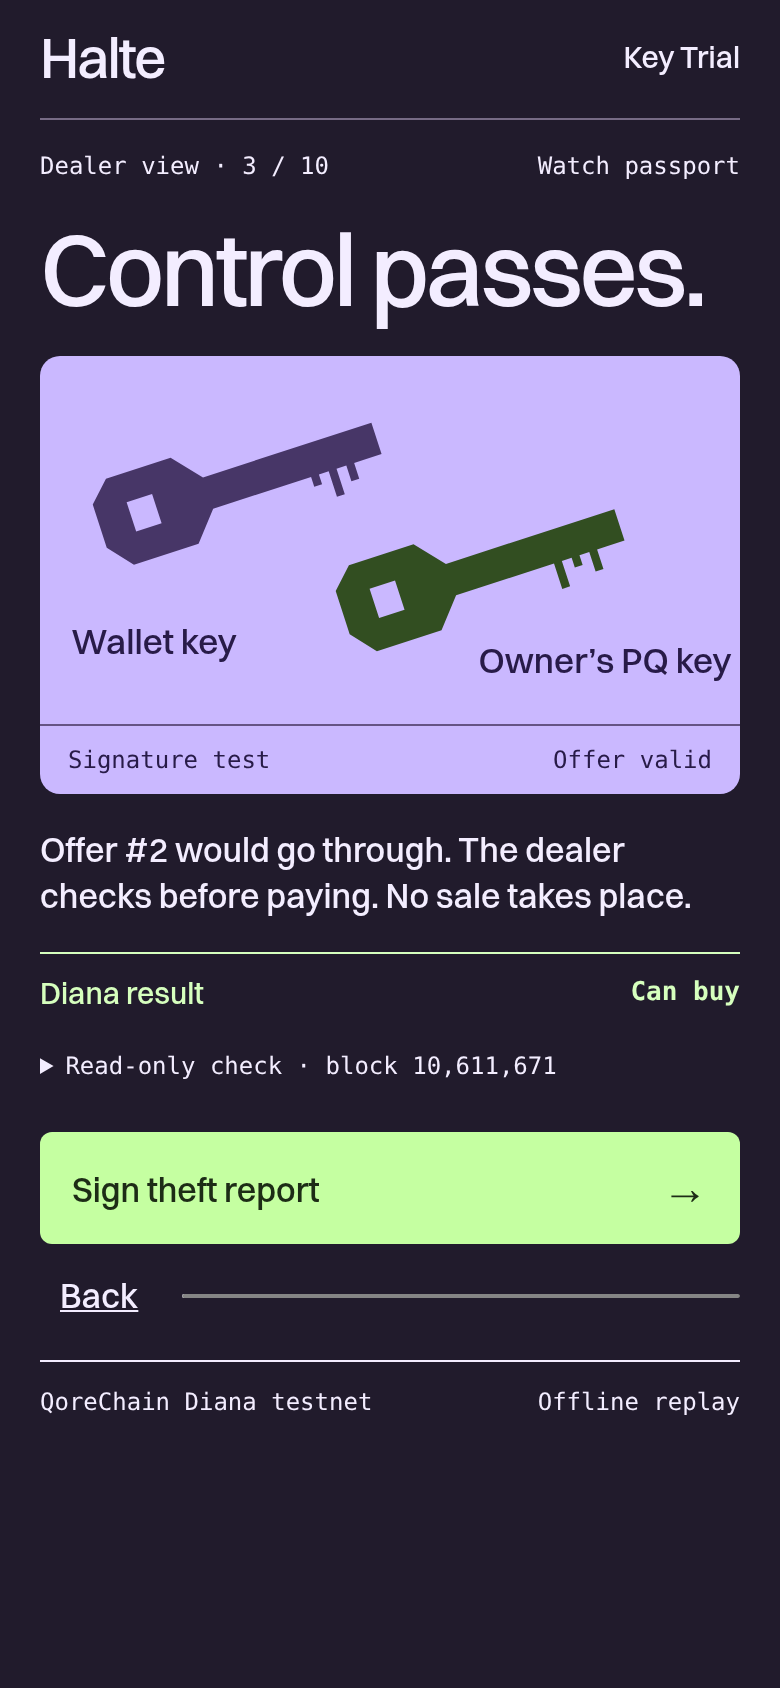 Halte
Key Trial
Dealer view · 3 / 10
Watch passport
Control passes.
Wallet key
Owner’s PQ key
Signature test
Offer valid
Offer #2 would go through. The dealer
checks before paying. No sale takes place.
Diana result
Can buy
Read-only check · block 10,611,671
Sign theft report →
Back
QoreChain Diana testnet
Offline replay